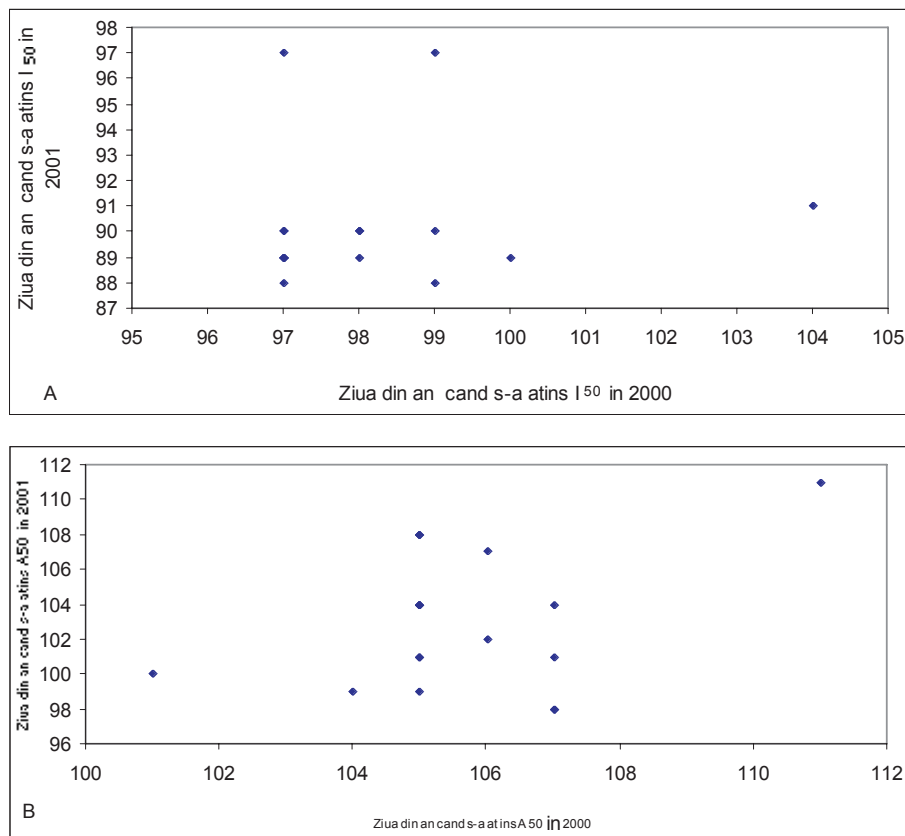 Ziua din an cand s-a atins I 50 in
2001
98
97
96
95
94
93
92
91
90
89
88
87
95 96 97 98 99 100 101 102 103 104 105
A
Ziua din an cand s-a atins I 50 in 2000
Ziua din an cand s-a atins A50 in 2001
112
110
108
106
104
102
100
98
96
100 102 104 106 108 110 112
B
Ziua din an cand s-a atins A 50 in 2000